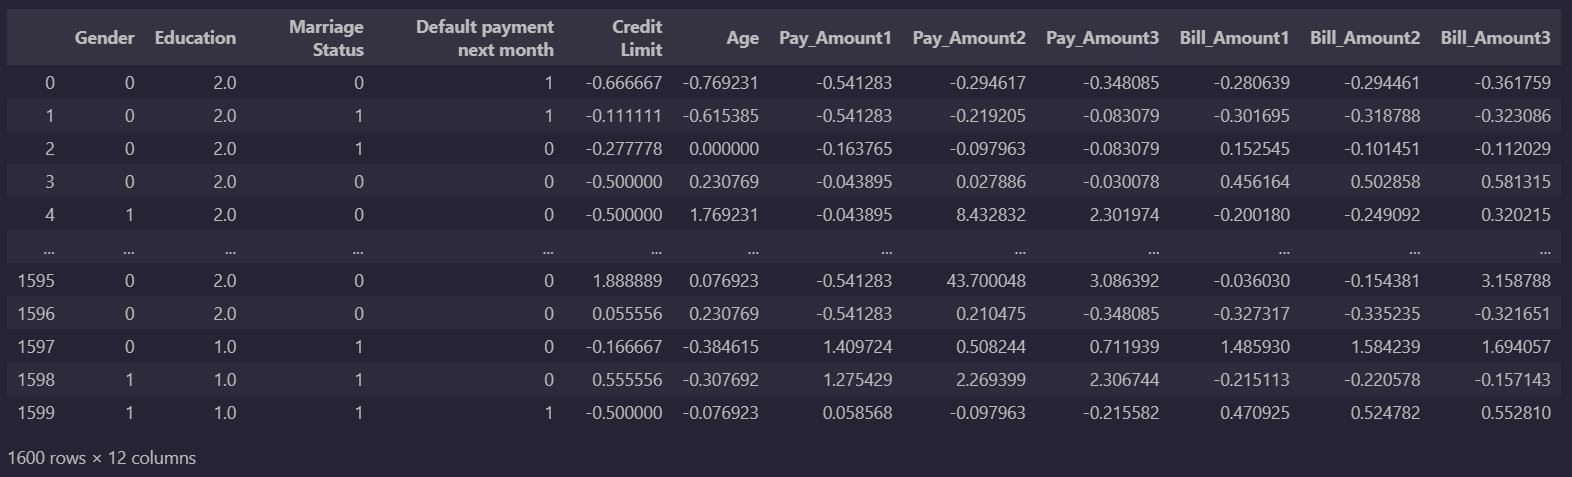 Gender Education Marriage Status Default payment next month Credit Limit Age Pay_Amount1 Pay_Amount2 Pay_Amount3 Bill_Amount1 Bill_Amount2 Bill_Amount3
0 0 2.0 0 1 -0.666667 -0.769231 -0.541283 -0.294617 -0.348085 -0.280639 -0.294461 -0.361759
1 0 2.0 1 1 -0.111111 -0.615385 -0.541283 -0.219205 -0.083079 -0.301695 -0.318788 -0.323086
2 0 2.0 1 0 -0.277778 0.000000 -0.163765 -0.097963 -0.083079 0.152545 -0.101451 -0.112029
3 0 2.0 0 0 -0.500000 0.230769 -0.043895 0.027886 -0.030078 0.456164 0.502858 0.581315
4 1 2.0 0 0 -0.500000 1.769231 -0.043895 8.432832 2.301974 -0.200180 -0.249092 0.320215
... ... ... ... ... ... ... ... ... ... ... ... ...
1595 0 2.0 0 0 1.888889 0.076923 -0.541283 43.700048 3.086392 -0.036030 -0.154381 3.158788
1596 0 2.0 0 0 0.055556 0.230769 -0.541283 0.210475 -0.348085 -0.327317 -0.335235 -0.321651
1597 0 1.0 1 0 -0.166667 -0.384615 1.409724 0.508244 0.711939 1.485930 1.584239 1.694057
1598 1 1.0 1 0 0.555556 -0.307692 1.275429 2.269399 2.306744 -0.215113 -0.220578 -0.157143
1599 1 1.0 1 1 -0.500000 -0.076923 0.058568 -0.097963 -0.215582 0.470925 0.524782 0.552810
1600 rows × 12 columns